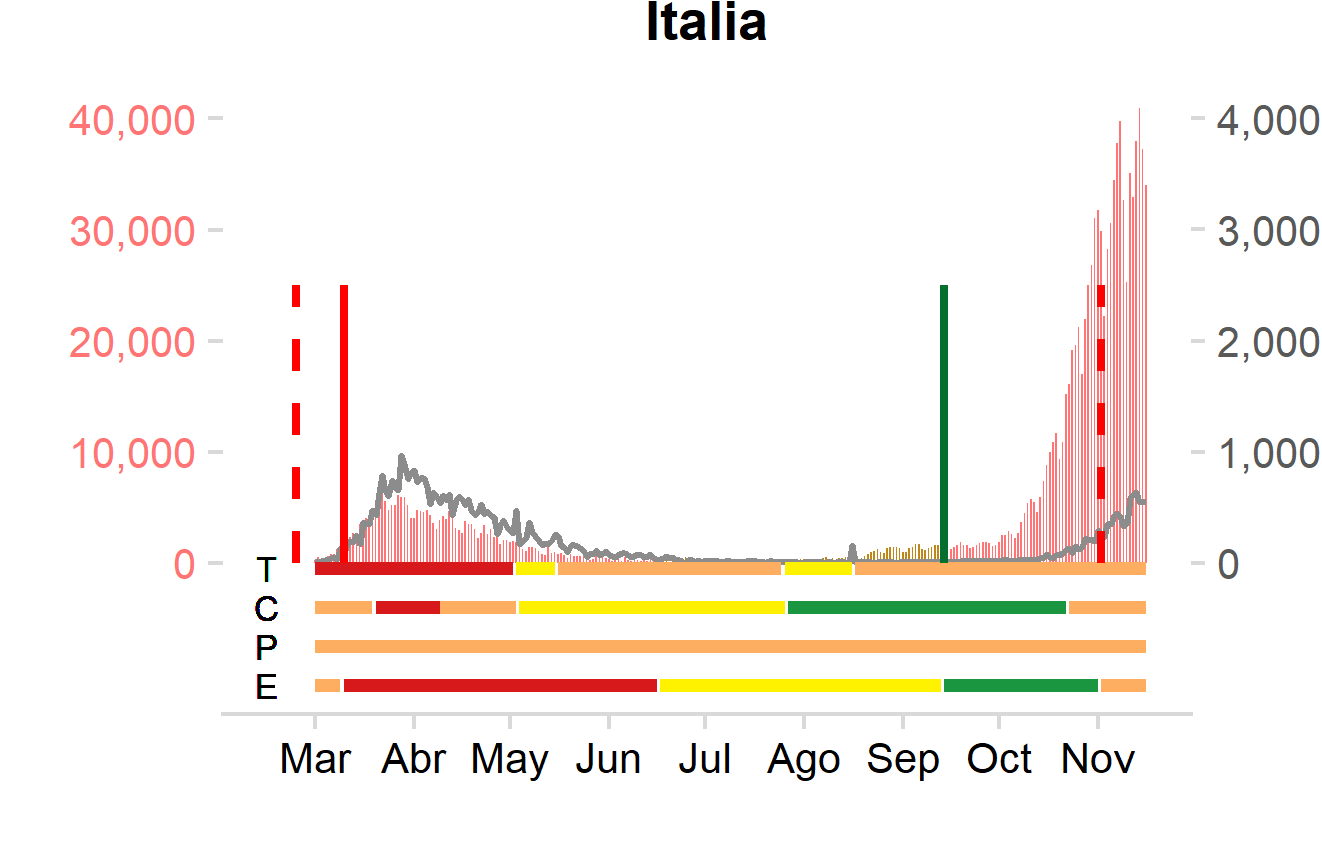 Italia
40,000 4,000
30,000 3,000
20,000 2,000
10,000 1,000
0 0
T
C
P
E
Mar Abr May Jun Jul Ago Sep Oct Nov